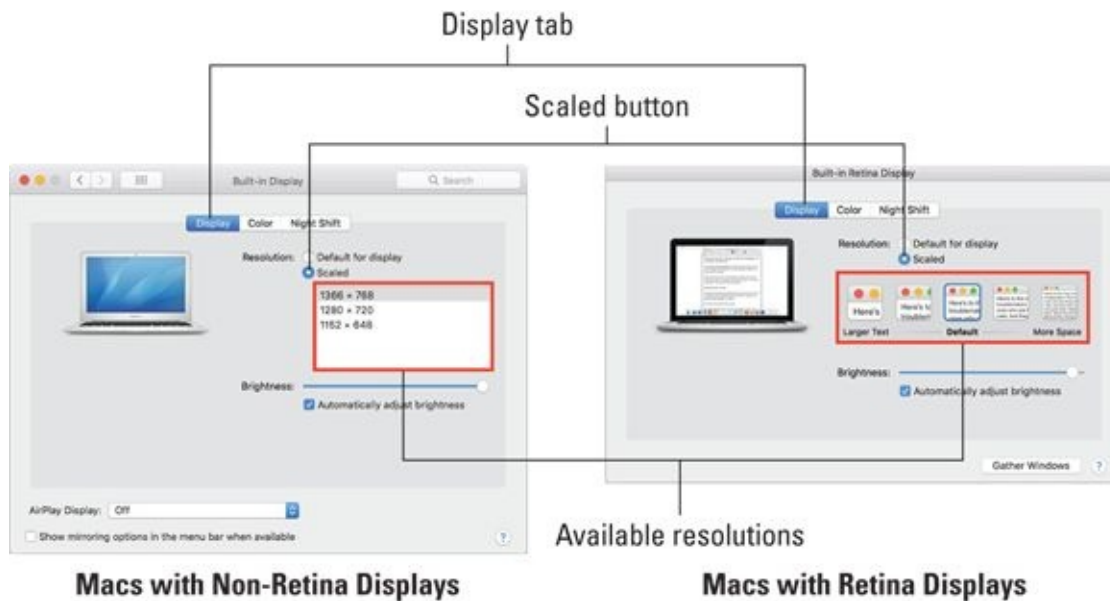 Display tab
Scaled button
Built-in Display
Search
Display Color Night Shift
Resolution: Default for display
Scaled
1366 × 768
1280 × 720
1152 × 648
Brightness:
Automatically adjust brightness
AirPlay Display: Off
Show mirroring options in the menu bar when available
?
Built-in Retina Display
Display Color Night Shift
Resolution: Default for display
Scaled
Here's
Larger Text Default More Space
Brightness:
Automatically adjust brightness
Gather Windows ?
Available resolutions
Macs with Non-Retina Displays
Macs with Retina Displays